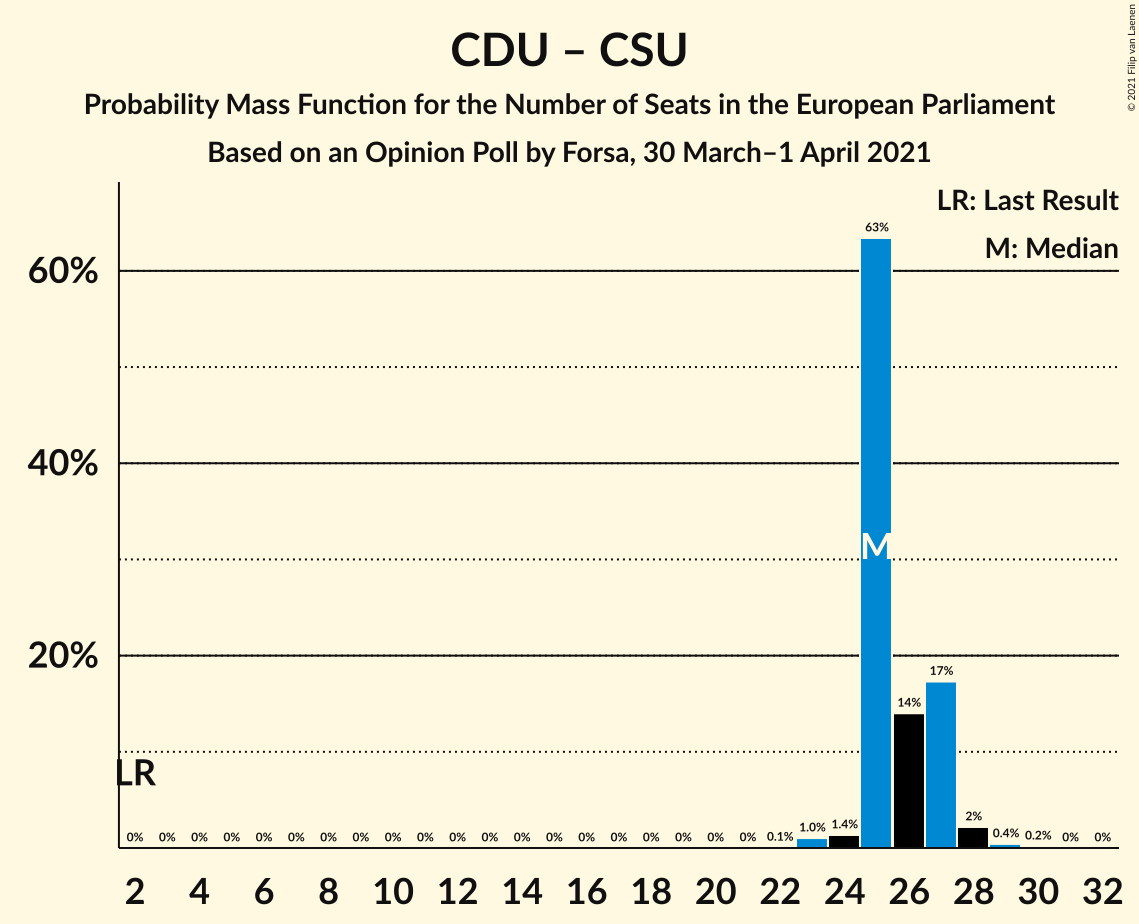 CDU – CSU
Probability Mass Function for the Number of Seats in the European Parliament
Based on an Opinion Poll by Forsa, 30 March–1 April 2021
© 2021 Filip van Laenen
LR: Last Result
M: Median
63%
60%
40%
M
20%
17%
14%
LR
0% 0% 0% 0% 0% 0% 0% 0% 0% 0% 0% 0% 0% 0% 0% 0% 0% 0% 0% 0% 0.1% 1.0% 1.4% 2% 0.4% 0.2% 0% 0%
2 4 6 8 10 12 14 16 18 20 22 24 26 28 30 32